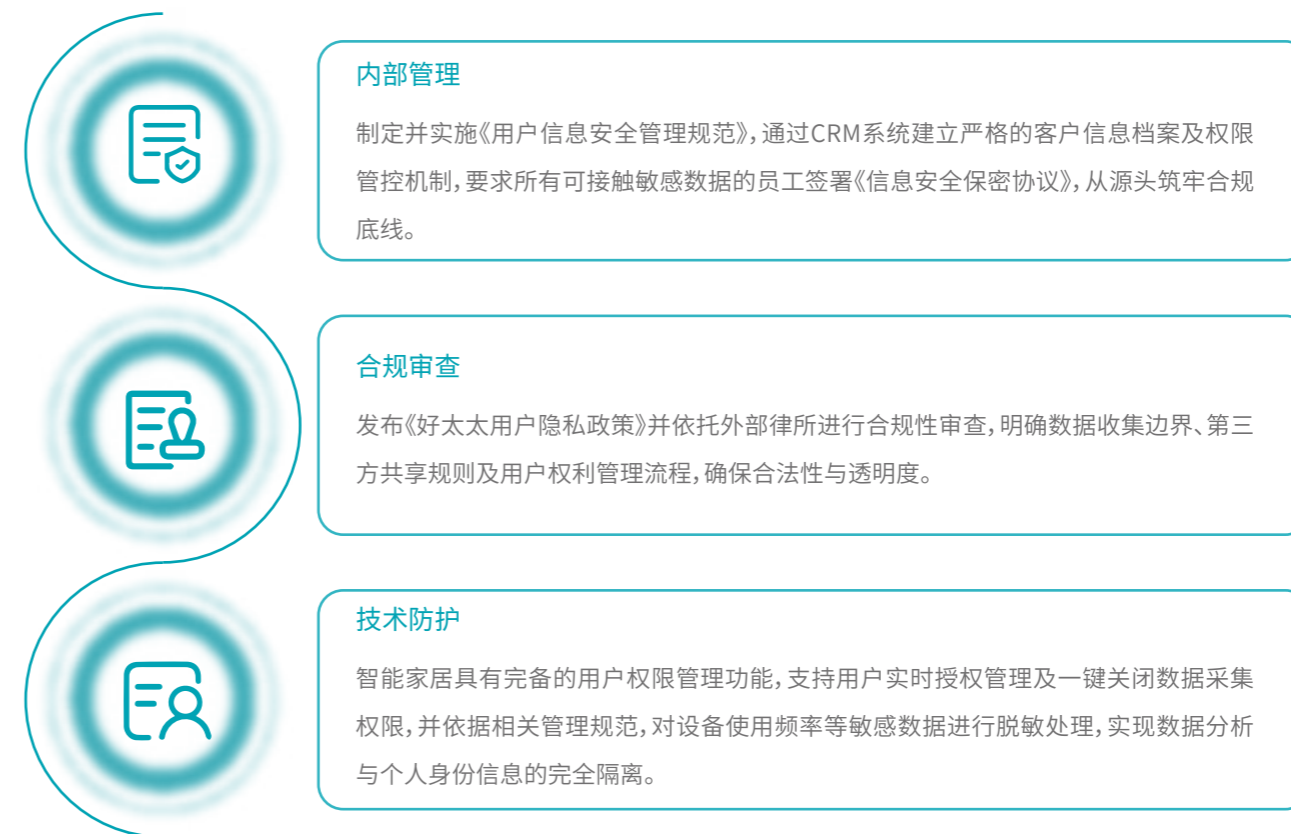 内部管理
制定并实施《用户信息安全管理规范》，通过CRM系统建立严格的客户信息档案及权限
管控机制，要求所有可接触敏感数据的员工签署《信息安全保密协议》，从源头筑牢合规
底线。
合规审查
发布《好太太用户隐私政策》并依托外部律所进行合规性审查，明确数据收集边界、第三
方共享规则及用户权利管理流程，确保合法性与透明度。
技术防护
智能家居具有完备的用户权限管理功能，支持用户实时授权管理及一键关闭数据采集
权限，并依据相关管理规范，对设备使用频率等敏感数据进行脱敏处理，实现数据分析
与个人身份信息的完全隔离。